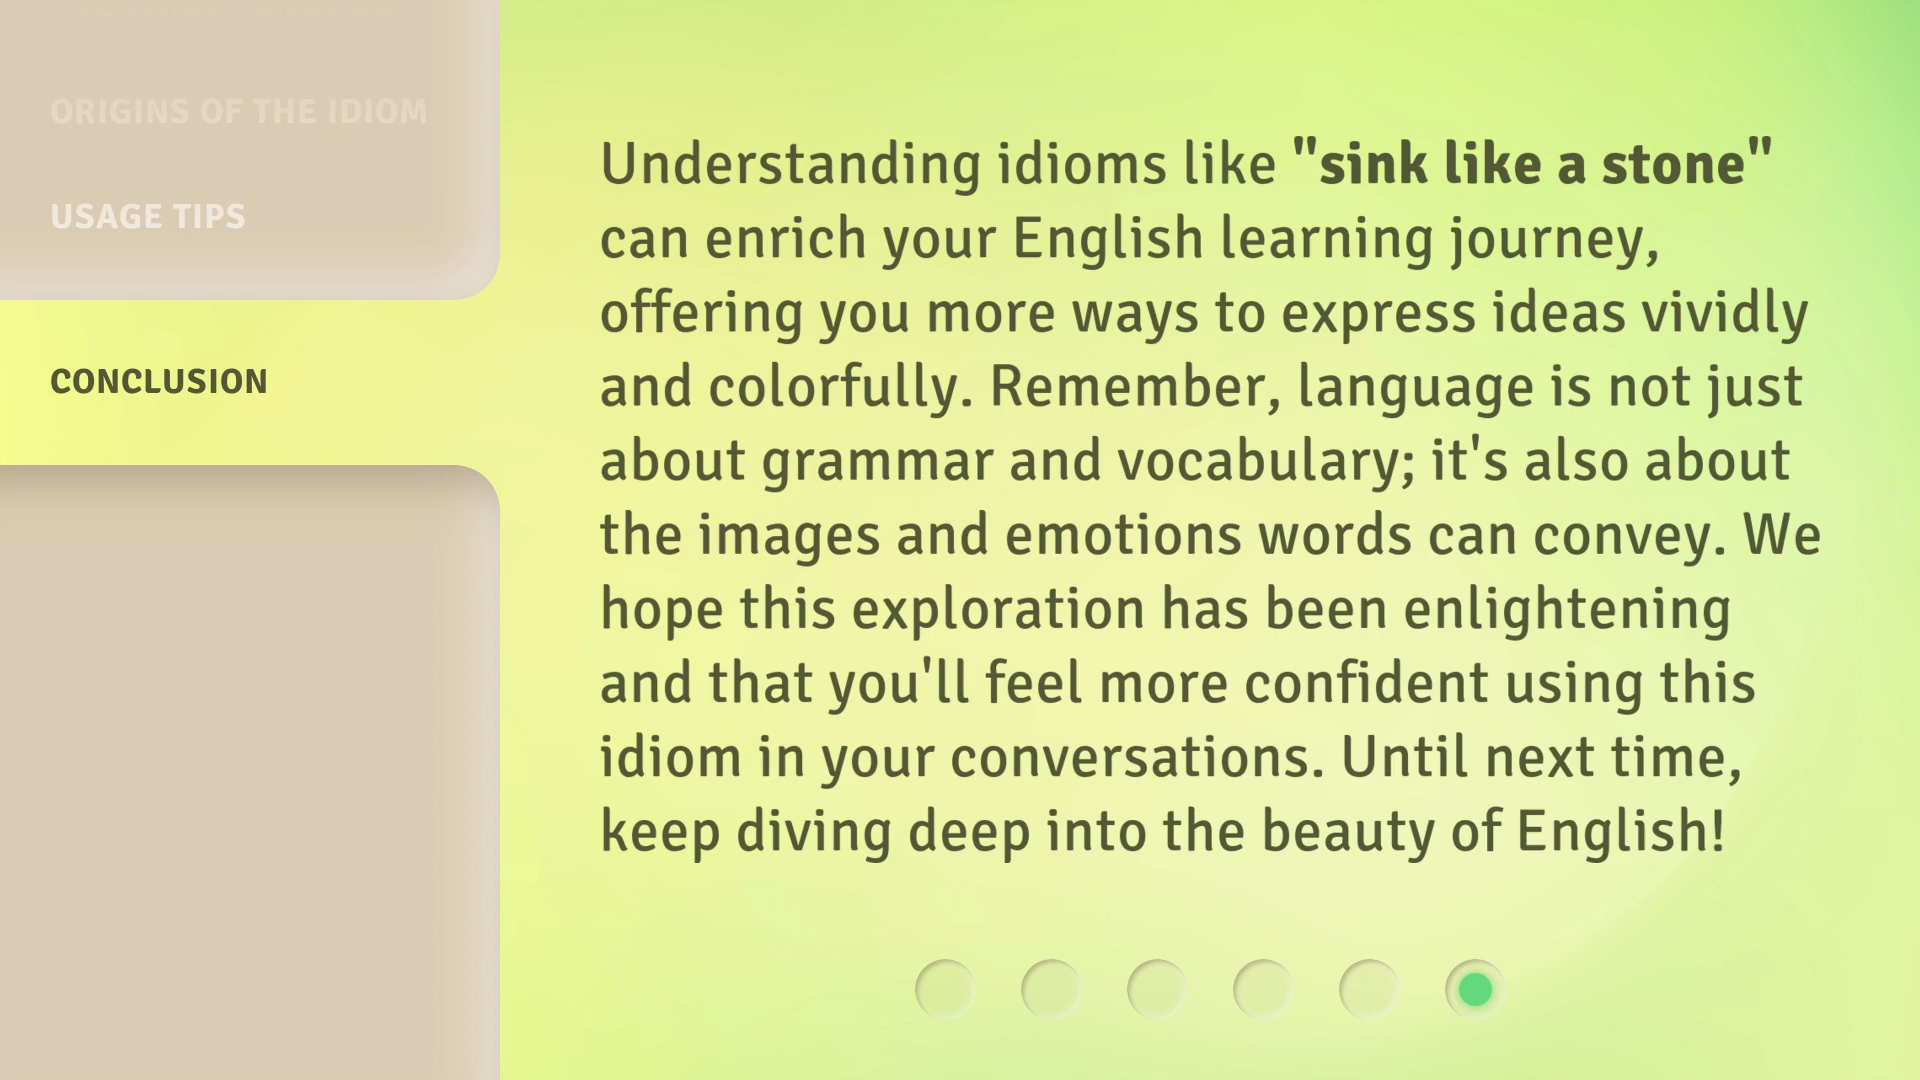 ORIGINS OF THE IDIOM
USAGE TIPS
CONCLUSION
Understanding idioms like "sink like a stone"
can enrich your English learning journey,
offering you more ways to express ideas vividly
and colorfully. Remember, language is not just
about grammar and vocabulary; it's also about
the images and emotions words can convey. We
hope this exploration has been enlightening
and that you'll feel more confident using this
idiom in your conversations. Until next time,
keep diving deep into the beauty of English!